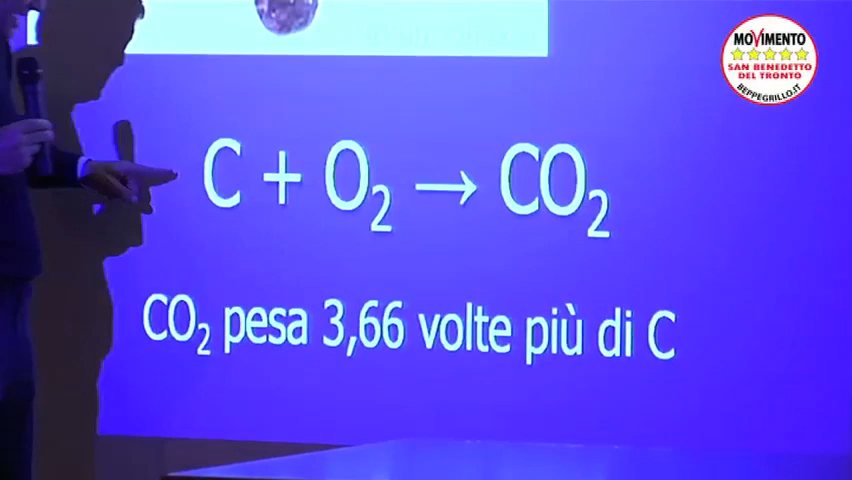 MOVIMENTO
SAN BENEDETTO
DEL TRONTO
BEPPEGRILLO.IT
C + O₂ → CO₂
CO₂ pesa 3,66 volte più di C